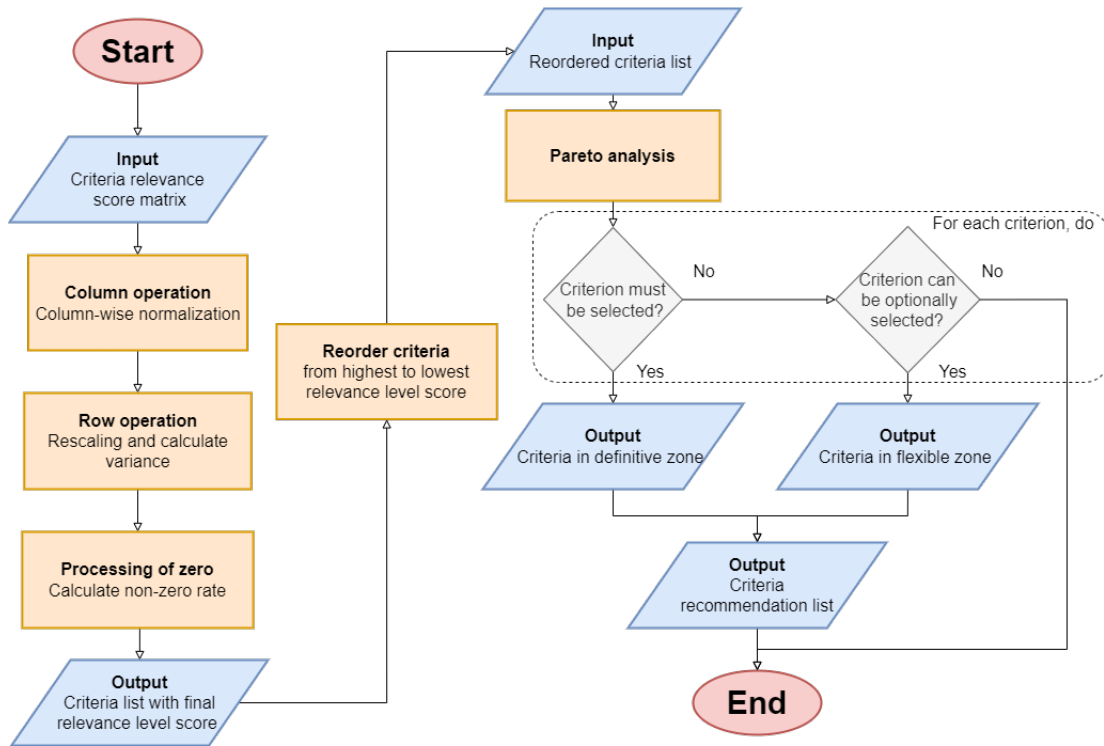 Start
Input
Criteria relevance
score matrix
Column operation
Column-wise normalization
Row operation
Rescaling and calculate
variance
Processing of zero
Calculate non-zero rate
Output
Criteria list with final
relevance level score
Reorder criteria
from highest to lowest
relevance level score
Input
Reordered criteria list
Pareto analysis
For each criterion, do
Criterion must
be selected?
No
Yes
Criterion can
be optionally
selected?
No
Yes
Output
Criteria in definitive zone
Output
Criteria in flexible zone
Output
Criteria
recommendation list
End